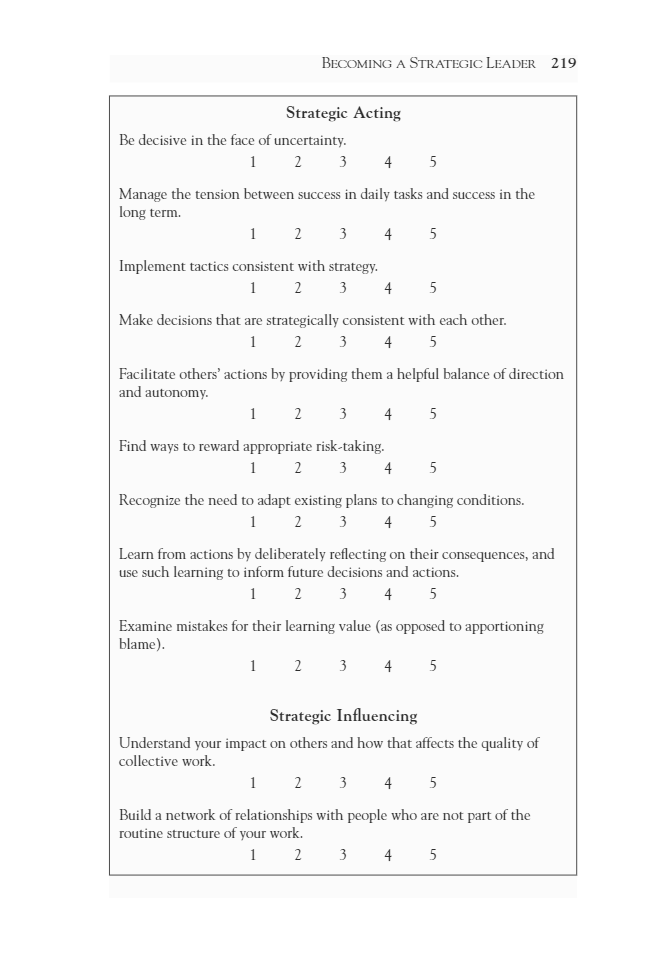 BECOMING A STRATEGIC LEADER 219
Strategic Acting
Be decisive in the face of uncertainty.
1 2 3 4 5
Manage the tension between success in daily tasks and success in the
long term.
1 2 3 4 5
Implement tactics consistent with strategy.
1 2 3 4 5
Make decisions that are strategically consistent with each other.
1 2 3 4 5
Facilitate others’ actions by providing them a helpful balance of direction
and autonomy.
1 2 3 4 5
Find ways to reward appropriate risk-taking.
1 2 3 4 5
Recognize the need to adapt existing plans to changing conditions.
1 2 3 4 5
Learn from actions by deliberately reflecting on their consequences, and
use such learning to inform future decisions and actions.
1 2 3 4 5
Examine mistakes for their learning value (as opposed to apportioning
blame).
1 2 3 4 5
Strategic Influencing
Understand your impact on others and how that affects the quality of
collective work.
1 2 3 4 5
Build a network of relationships with people who are not part of the
routine structure of your work.
1 2 3 4 5